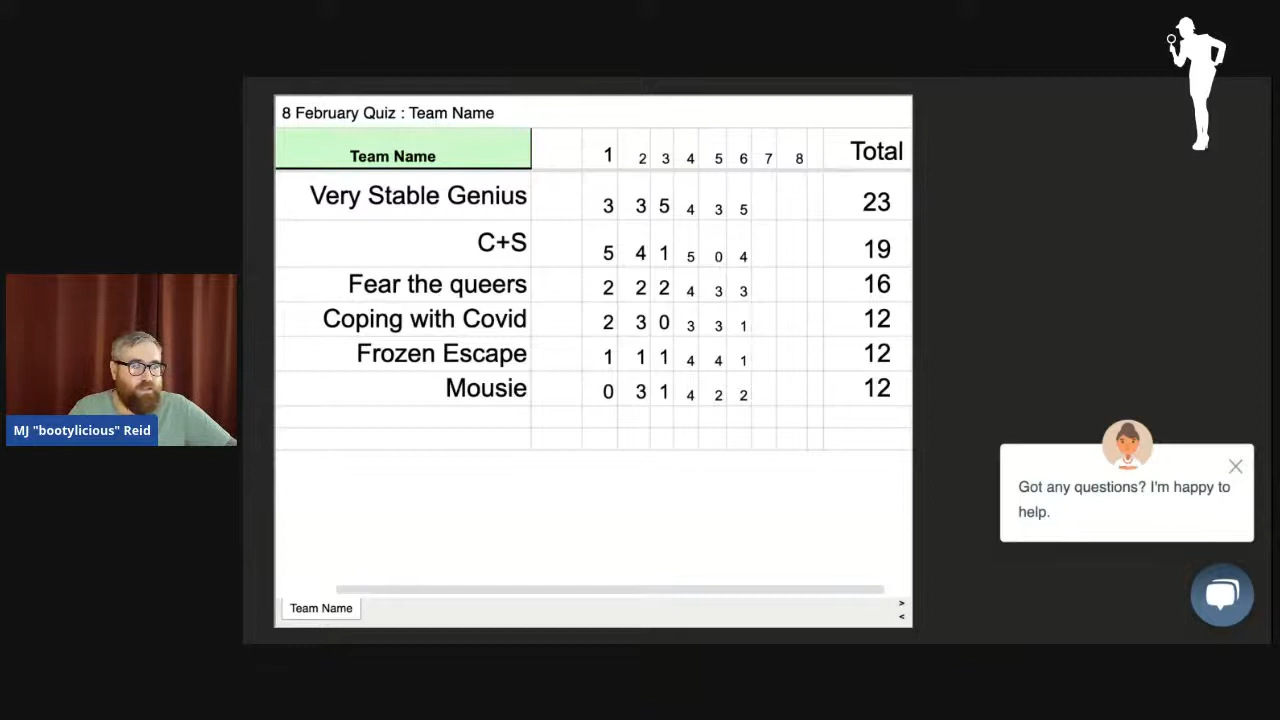 8 February Quiz : Team Name
Team Name 1 2 3 4 5 6 7 8 Total
Very Stable Genius 3 3 5 4 3 5 23
C+S 5 4 1 5 0 4 19
Fear the queers 2 2 2 4 3 3 16
Coping with Covid 2 3 0 3 3 1 12
Frozen Escape 1 1 1 4 4 1 12
Mousie 0 3 1 4 2 2 12
MJ "bootylicious" Reid
Got any questions? I'm happy to
help.
Team Name